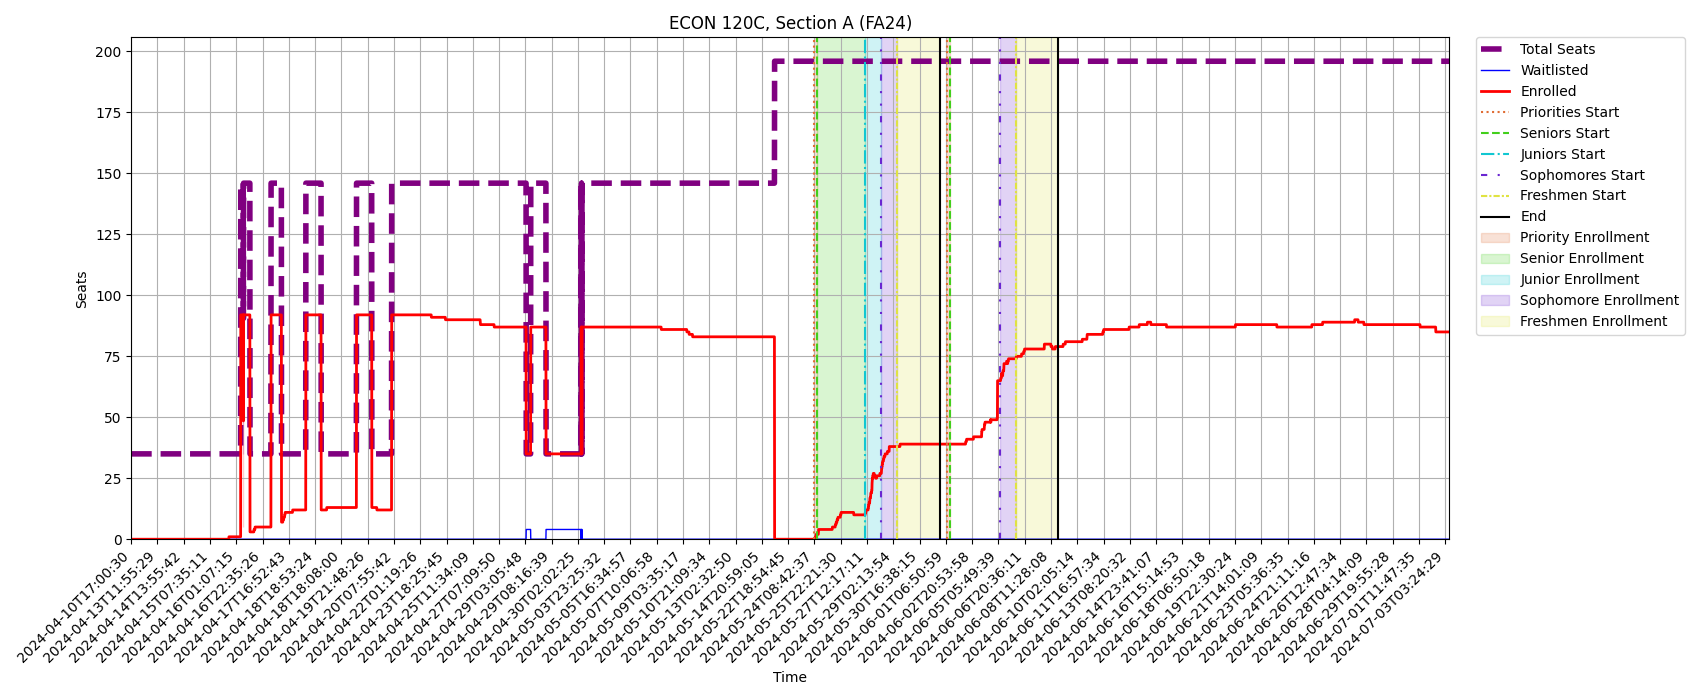 ECON 120C, Section A (FA24)
Seats
200
175
150
125
100
75
50
25
0
2024-04-10T17:00:30
2024-04-13T11:55:29
2024-04-14T13:55:42
2024-04-15T07:35:11
2024-04-16T01:07:15
2024-04-16T22:35:26
2024-04-17T16:52:43
2024-04-18T18:53:24
2024-04-18T18:08:00
2024-04-19T21:48:26
2024-04-20T07:55:42
2024-04-22T01:19:26
2024-04-23T18:25:45
2024-04-25T11:34:09
2024-04-27T07:09:50
2024-04-29T03:05:48
2024-04-29T08:16:39
2024-04-30T02:02:25
2024-05-03T23:25:32
2024-05-05T16:34:57
2024-05-07T10:06:58
2024-05-09T03:35:17
2024-05-10T21:09:34
2024-05-13T02:32:50
2024-05-14T20:59:05
2024-05-22T18:54:45
2024-05-24T08:42:37
2024-05-25T22:21:30
2024-05-27T12:17:11
2024-05-29T02:13:54
2024-05-30T16:38:15
2024-06-01T06:50:59
2024-06-02T20:53:58
2024-06-05T05:49:39
2024-06-06T20:36:11
2024-06-08T11:28:08
2024-06-10T02:05:14
2024-06-11T16:57:34
2024-06-13T08:20:32
2024-06-14T23:41:07
2024-06-16T15:14:53
2024-06-18T06:50:18
2024-06-19T22:30:24
2024-06-21T14:01:09
2024-06-23T05:36:35
2024-06-24T21:11:16
2024-06-26T12:47:34
2024-06-28T04:14:09
2024-06-29T19:55:28
2024-07-01T11:47:35
2024-07-03T03:24:29
Time
Total Seats
Waitlisted
Enrolled
Priorities Start
Seniors Start
Juniors Start
Sophomores Start
Freshmen Start
End
Priority Enrollment
Senior Enrollment
Junior Enrollment
Sophomore Enrollment
Freshmen Enrollment